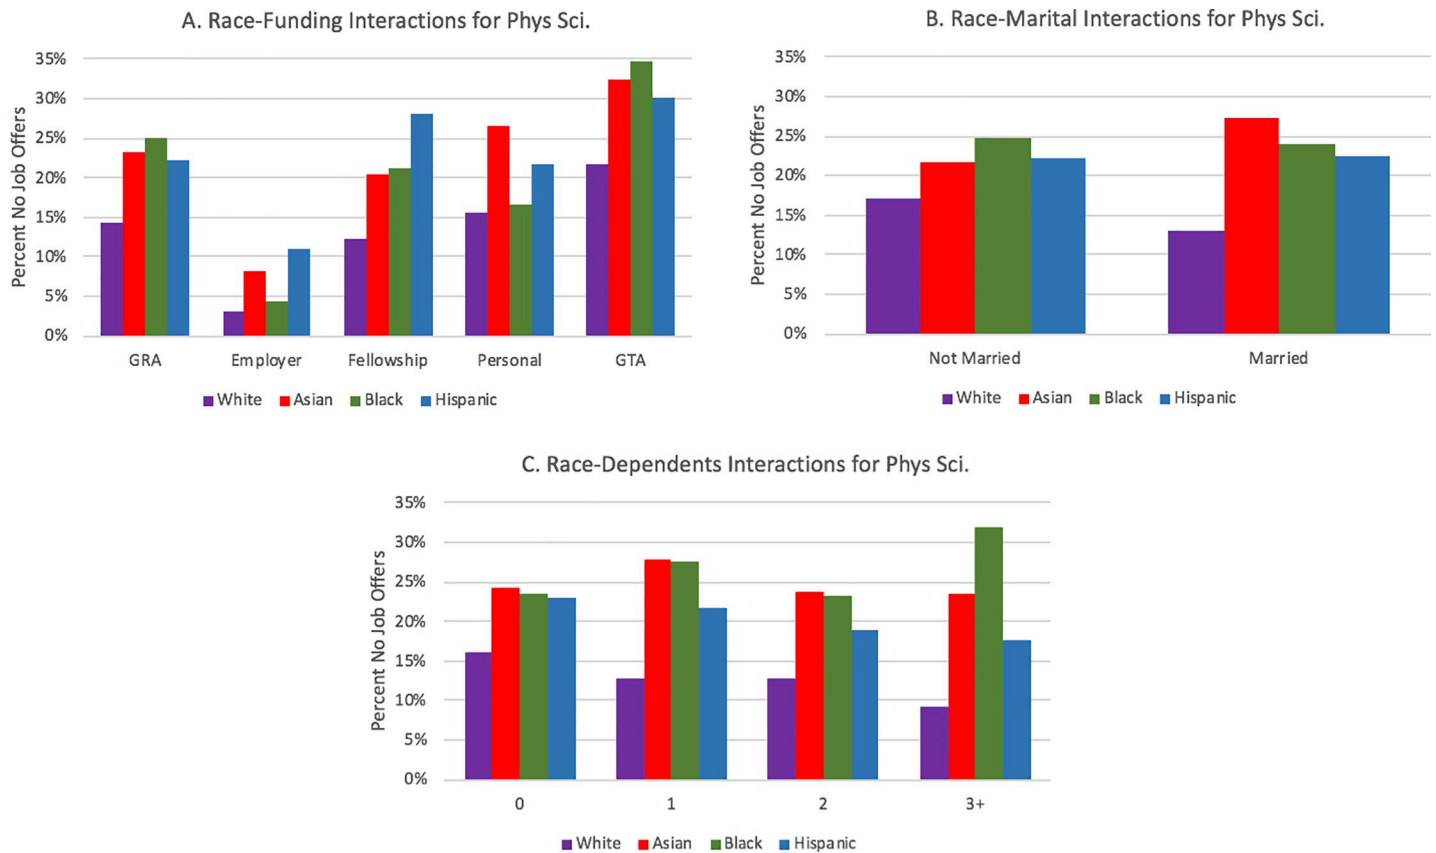 A. Race-Funding Interactions for Phys Sci.
Percent No Job Offers
35%
30%
25%
20%
15%
10%
5%
0%
GRA Employer Fellowship Personal GTA
White Asian Black Hispanic
B. Race-Marital Interactions for Phys Sci.
Percent No Job Offers
35%
30%
25%
20%
15%
10%
5%
0%
Not Married Married
White Asian Black Hispanic
C. Race-Dependents Interactions for Phys Sci.
Percent No Job Offers
35%
30%
25%
20%
15%
10%
5%
0%
0 1 2 3+
White Asian Black Hispanic